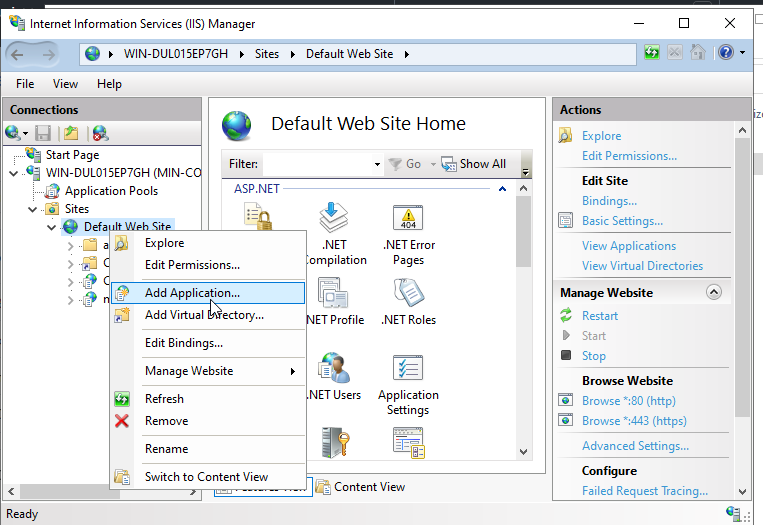 Internet Information Services (IIS) Manager
WIN-DUL015EP7GH
Sites
Default Web Site
File
View
Help
Connections
Start Page
WIN-DUL015EP7GH (MIN-CO
Application Pools
Sites
Default Web Site
a
C
C
n
Explore
Edit Permissions...
Add Application...
Add Virtual Directory...
Edit Bindings...
Manage Website
Refresh
Remove
Rename
Switch to Content View
Default Web Site Home
Filter:
Go
Show All
ASP.NET
.NET
Compilation
.NET Error
Pages
.NET Profile
.NET Roles
.NET Users
Application
Settings
Content View
Actions
Explore
Edit Permissions...
Edit Site
Bindings...
Basic Settings...
View Applications
View Virtual Directories
Manage Website
Restart
Start
Stop
Browse Website
Browse *:80 (http)
Browse *:443 (https)
Advanced Settings...
Configure
Failed Request Tracing...
Ready